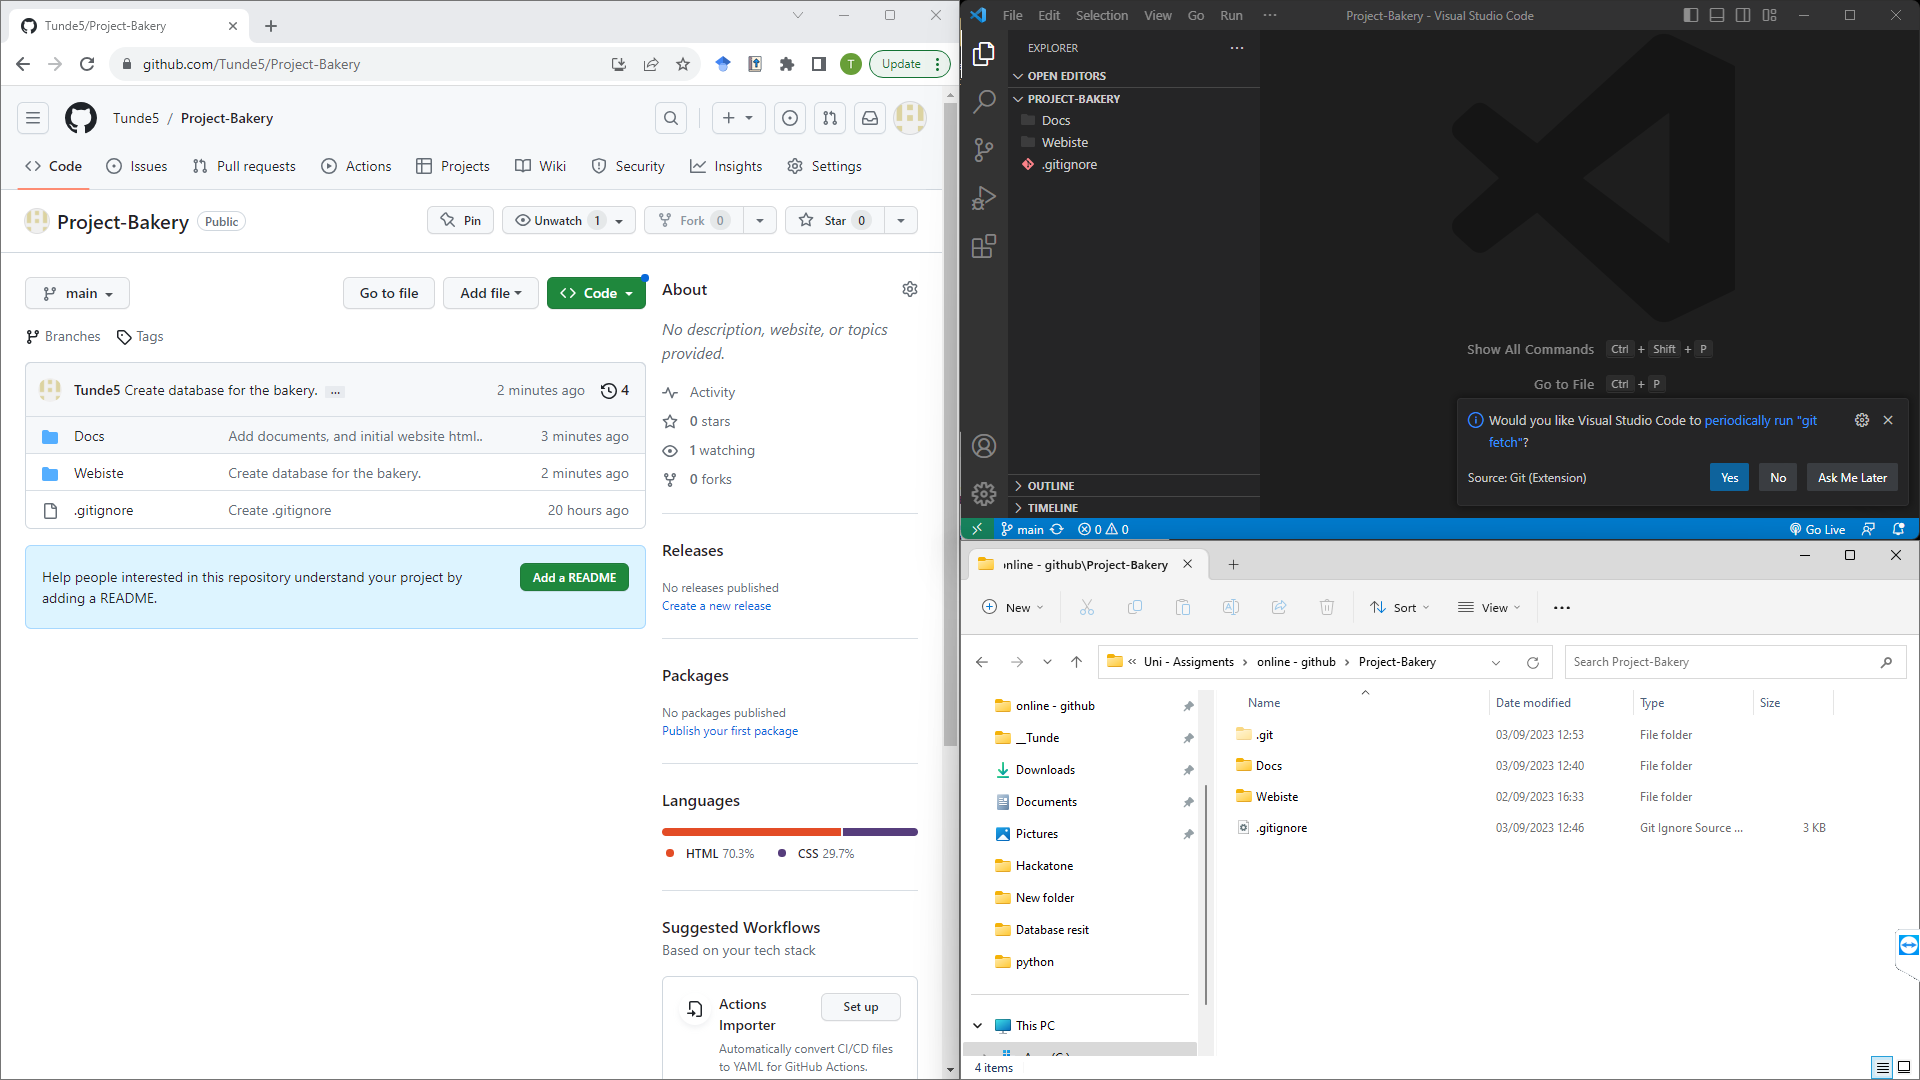 Tunde5/Project-Bakery
github.com/Tunde5/Project-Bakery
T
Update
Tunde5 / Project-Bakery
Code
Issues
Pull requests
Actions
Projects
Wiki
Security
Insights
Settings
Project-Bakery Public
Pin
Unwatch 1
Fork 0
Star 0
main
Go to file
Add file
Code
Branches
Tags
Tunde5 Create database for the bakery. ...
2 minutes ago
4
Docs
Add documents, and initial website html..
3 minutes ago
Webiste
Create database for the bakery.
2 minutes ago
.gitignore
Create .gitignore
20 hours ago
Help people interested in this repository understand your project by
adding a README.
Add a README
About
No description, website, or topics
provided.
Activity
0 stars
1 watching
0 forks
Releases
No releases published
Create a new release
Packages
No packages published
Publish your first package
Languages
HTML 70.3%
CSS 29.7%
Suggested Workflows
Based on your tech stack
Actions
Importer
Set up
Automatically convert CI/CD files
to YAML for GitHub Actions.
File Edit Selection View Go Run ...
Project-Bakery - Visual Studio Code
EXPLORER
OPEN EDITORS
PROJECT-BAKERY
Docs
Webiste
.gitignore
OUTLINE
TIMELINE
Show All Commands Ctrl + Shift + P
Go to File Ctrl + P
Would you like Visual Studio Code to periodically run "git
fetch"?
Source: Git (Extension)
Yes
No
Ask Me Later
main
0 0
Go Live
nline - github\Project-Bakery
New
Sort
View
Uni - Assigments
online - github
Project-Bakery
Search Project-Bakery
online - github
__Tunde
Downloads
Documents
Pictures
Hackatone
New folder
Database resit
python
This PC
Name
Date modified
Type
Size
.git
03/09/2023 12:53
File folder
Docs
03/09/2023 12:40
File folder
Webiste
02/09/2023 16:33
File folder
.gitignore
03/09/2023 12:46
Git Ignore Source ...
3 KB
4 items